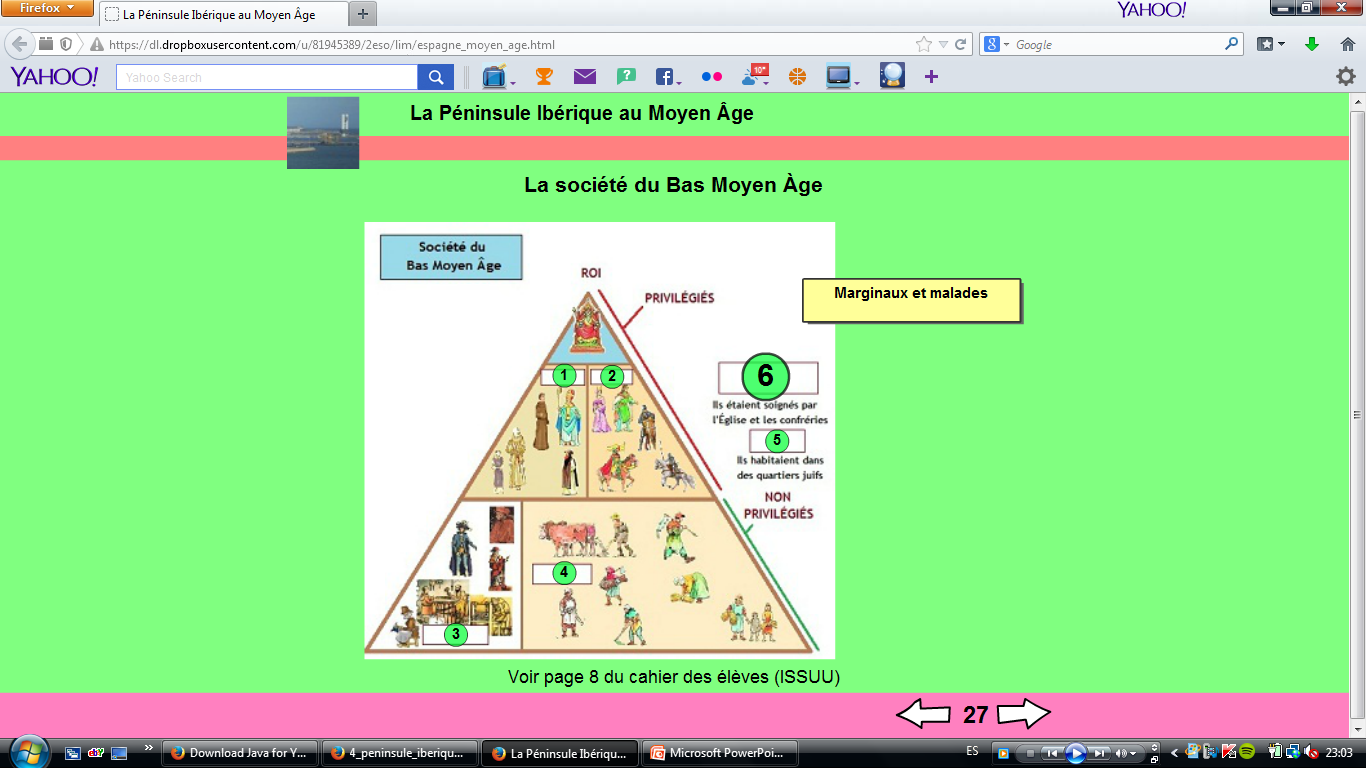 Firefox
La Péninsule Ibérique au Moyen Âge
YAHOO!
https://dl.dropboxusercontent.com/u/81945389/2eso/lim/espagne_moyen_age.html
Google
YAHOO!
Yahoo Search
10°
La Péninsule Ibérique au Moyen Âge
La société du Bas Moyen Àge
Société du
Bas Moyen Âge
ROI
PRIVILÉGIÉS
Marginaux et malades
1
2
6
Ils étaient soignés par
l'Église et les confréries
5
Ils habitaient dans
des quartiers juifs
NON
PRIVILÉGIÉS
4
3
Voir page 8 du cahier des élèves (ISSUU)
27
Download Java for Y...
4_peninsule_iberiqu...
La Péninsule Ibériqu...
Microsoft PowerPoi...
ES
23:03